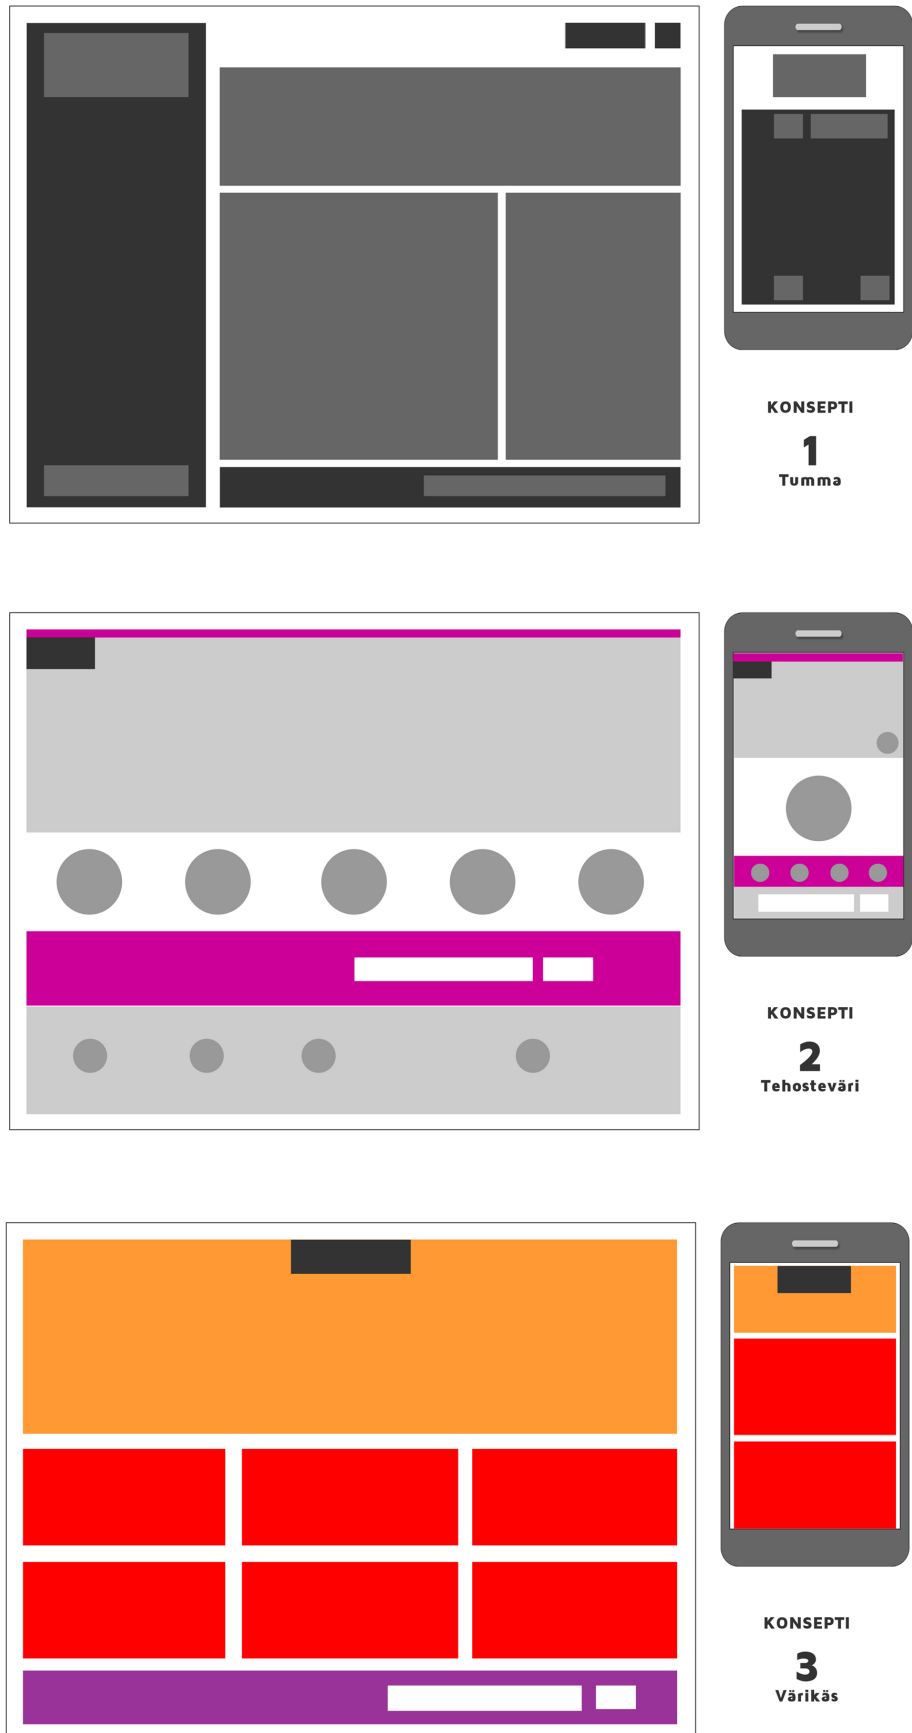 KONSEPTI
1
Tumma
KONSEPTI
2
Tehosteväri
KONSEPTI
3
Värikäs